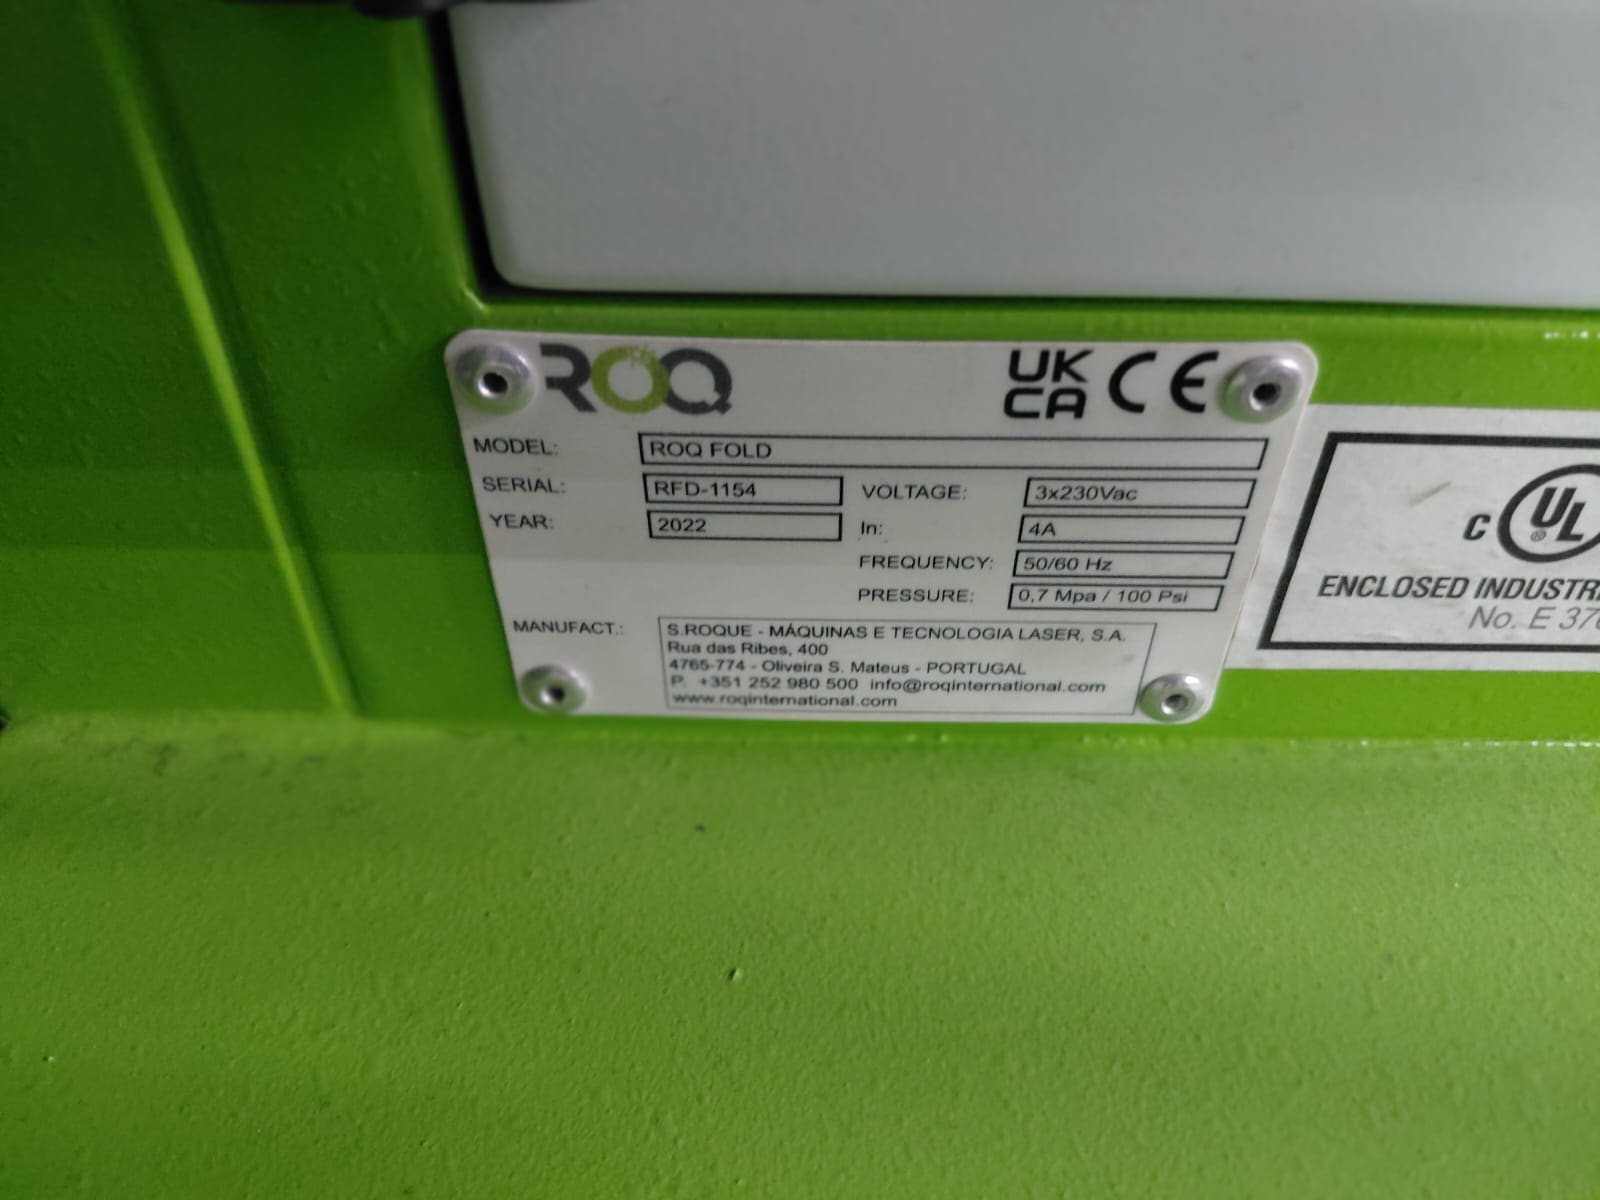 ROQ
UK
CA CE
MODEL: ROQ FOLD
SERIAL: RFD-1154 VOLTAGE: 3x230Vac
YEAR: 2022 In: 4A
FREQUENCY: 50/60 Hz
PRESSURE: 0,7 Mpa / 100 Psi
MANUFACT.: S.ROQUE - MÁQUINAS E TECNOLOGIA LASER, S.A.
Rua das Ribes, 400
4765-774 - Oliveira S. Mateus - PORTUGAL
P. +351 252 980 500 info@roqinternational.com
www.roqinternational.com
C UL ®
ENCLOSED INDUSTR
No. E 37